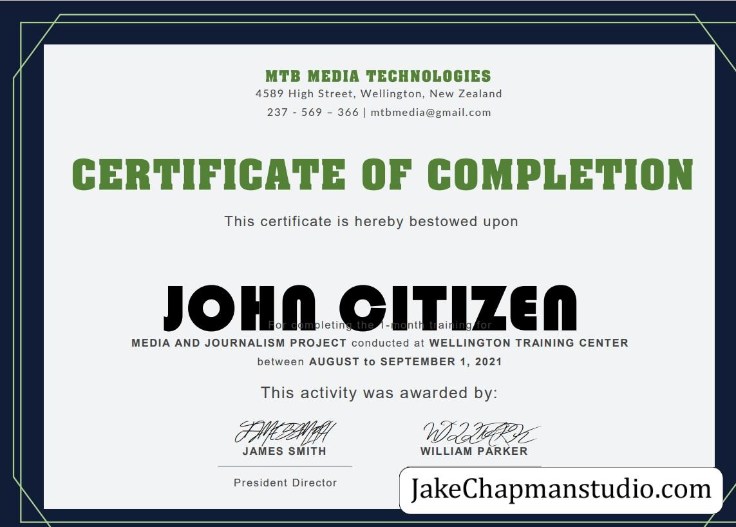 MTB MEDIA TECHNOLOGIES
4589 High Street, Wellington, New Zealand
237 - 569 – 366 | mtbmedia@gmail.com
CERTIFICATE OF COMPLETION
This certificate is hereby bestowed upon
JOHN CITIZEN
For completing the 1-month training for
MEDIA AND JOURNALISM PROJECT conducted at WELLINGTON TRAINING CENTER
between AUGUST to SEPTEMBER 1, 2021
This activity was awarded by:
JAMES SMITH
WILLIAM PARKER
President Director
JakeChapmanstudio.com